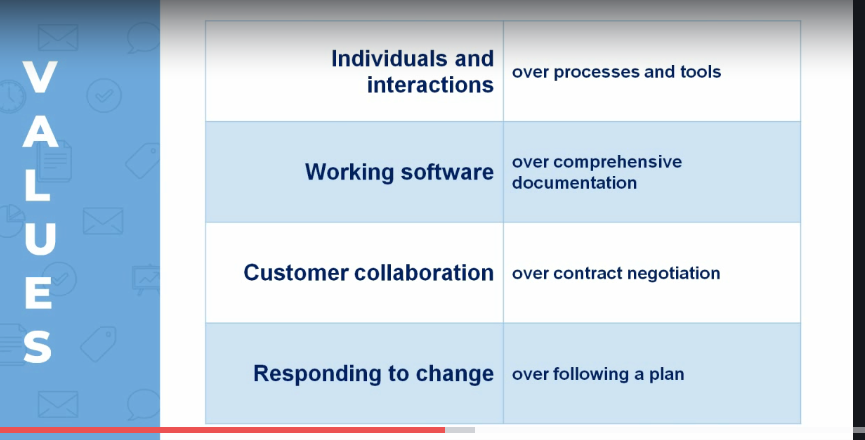 VALUES
Individuals and
interactions
over processes and tools
Working software
over comprehensive
documentation
Customer collaboration
over contract negotiation
Responding to change
over following a plan